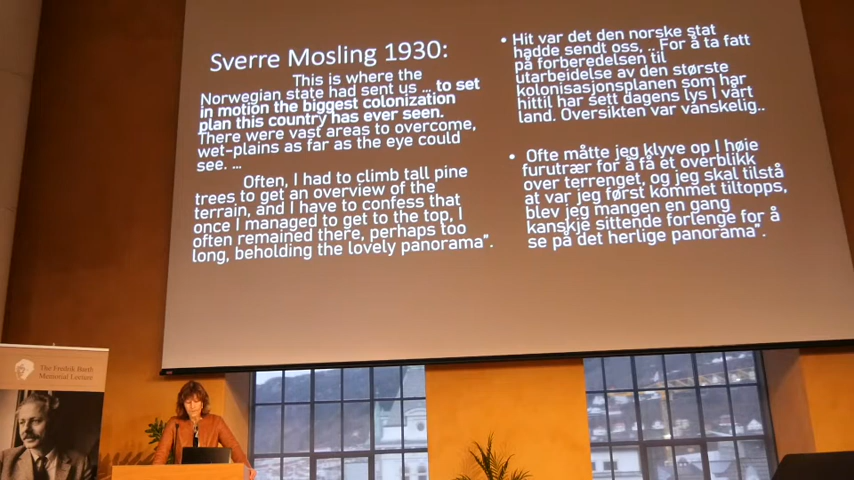 Sverre Mosling 1930:
This is where the
Norwegian state had sent us ... to set
in motion the biggest colonization
plan this country has ever seen.
There were vast areas to overcome,
wet-plains as far as the eye could
see. ...
Often, I had to climb tall pine
trees to get an overview of the
terrain, and I have to confess that
once I managed to get to the top, I
often remained there, perhaps too
long, beholding the lovely panorama".
• Hit var det den norske stat
hadde sendt oss, .. For å ta fatt
på forberedelsen til
utarbeidelse av den største
kolonisasjonsplanen som har
hittil har sett dagens lys I vårt
land. Oversikten var vanskelig..
• Ofte måtte jeg klyve op I høie
furutrær for å få et overblikk
over terrenget, og jeg skal tilstå
at var jeg først kommet tiltopps,
blev jeg mangen en gang
kanskje sittende forlenge for å
se på det herlige panorama".
The Fredrik Barth
Memorial Lecture